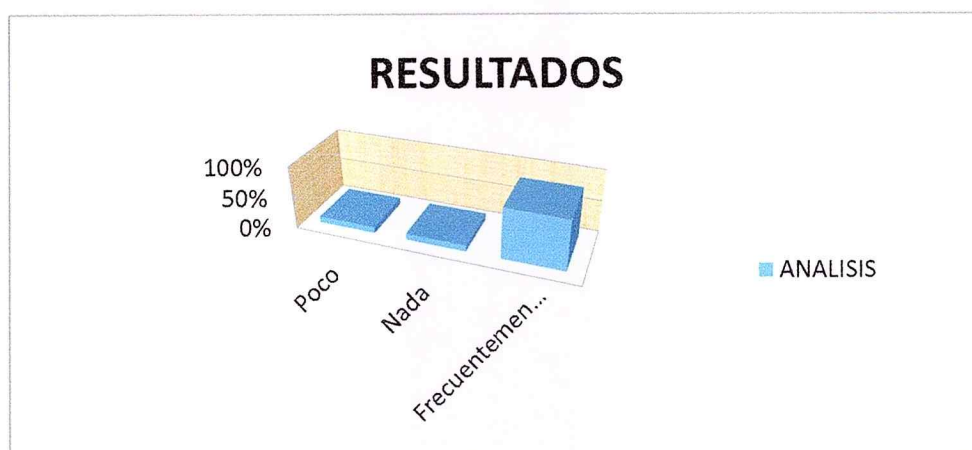 RESULTADOS
100%
50%
0%
Poco
Nada
Frecuentemen...
ANALISIS